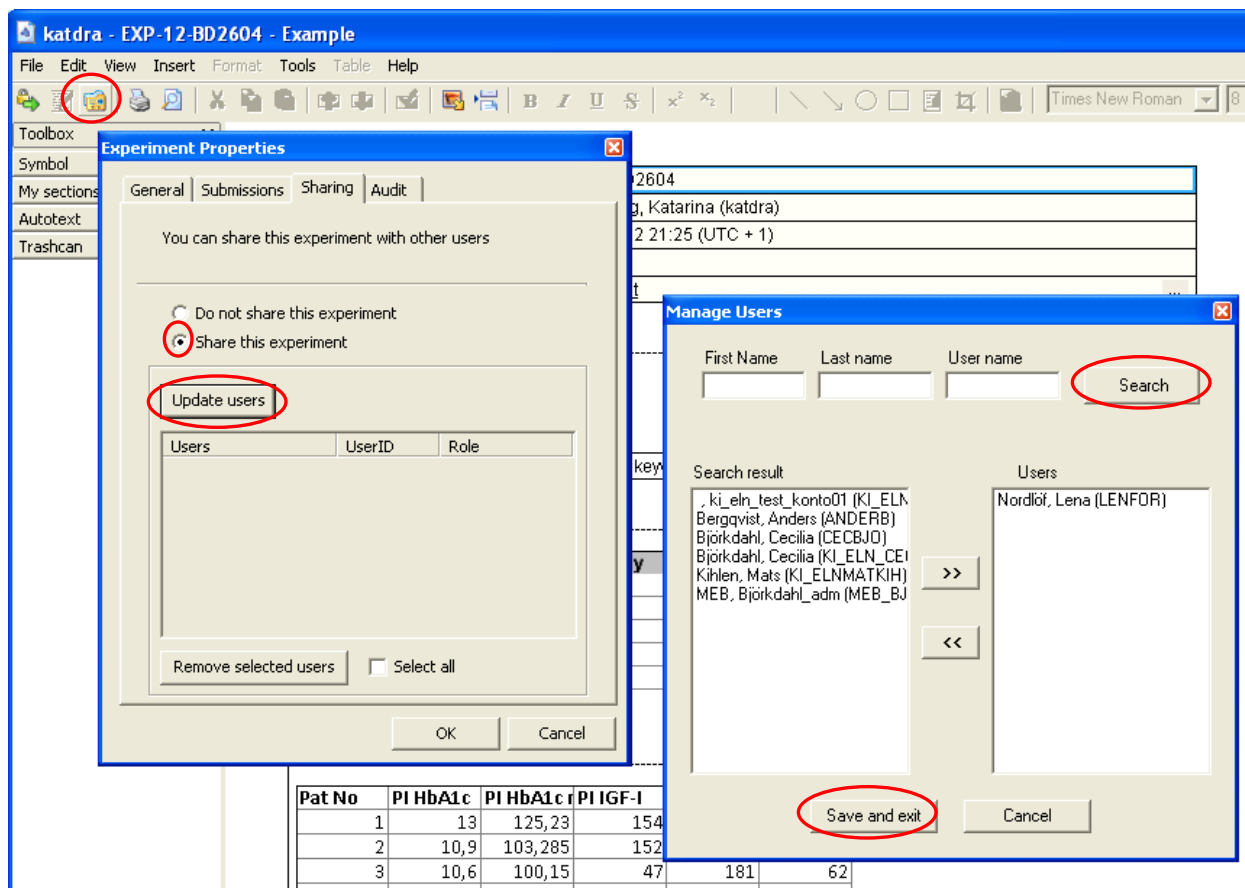 katdra - EXP-12-BD2604 - Example
File Edit View Insert Format Tools Table Help
B I U S x² x₂ Times New Roman 8
Toolbox
Symbol
My sections
Autotext
Trashcan
Experiment Properties
General Submissions Sharing Audit
You can share this experiment with other users
Do not share this experiment
Share this experiment
Update users
Users UserID Role
Remove selected users Select all
OK Cancel
2604
g, Katarina (katdra)
2 21:25 (UTC + 1)
t ...
key
y
Manage Users
First Name Last name User name
Search
Search result Users
, ki_eln_test_konto01 (KI_ELN
Bergqvist, Anders (ANDERB)
Björkdahl, Cecilia (CECBJO)
Björkdahl, Cecilia (KI_ELN_CE
Kihlen, Mats (KI_ELNMATKIH)
MEB, Björkdahl_adm (MEB_BJ
Nordlöf, Lena (LENFOR)
>>
<<
Save and exit Cancel
Pat No PI HbA1c PI HbA1c r PI IGF-I
1 13 125,23 154
2 10,9 103,285 152
3 10,6 100,15 47 181 62